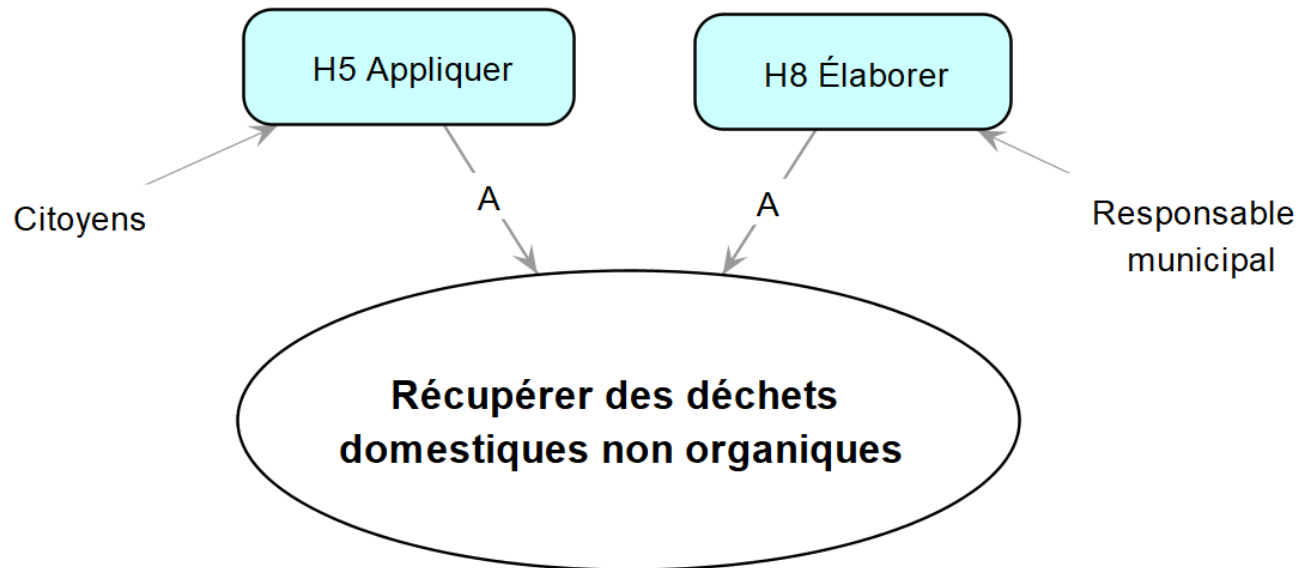 H5 Appliquer
H8 Élaborer
A
A
Citoyens
Responsable
municipal
Récupérer des déchets
domestiques non organiques